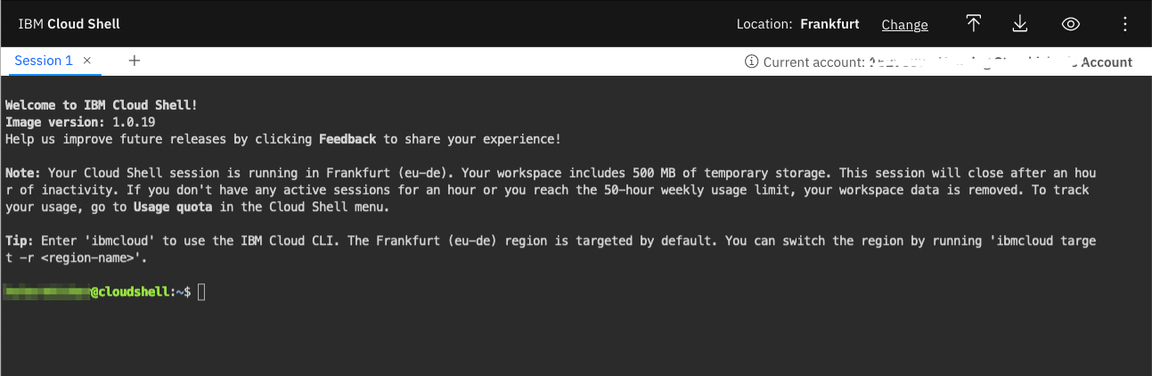 IBM Cloud Shell
Location: Frankfurt Change
Session 1 × +
Current account: Account
Welcome to IBM Cloud Shell!
Image version: 1.0.19
Help us improve future releases by clicking Feedback to share your experience!
Note: Your Cloud Shell session is running in Frankfurt (eu-de). Your workspace includes 500 MB of temporary storage. This session will close after an hou
r of inactivity. If you don't have any active sessions for an hour or you reach the 50-hour weekly usage limit, your workspace data is removed. To track
your usage, go to Usage quota in the Cloud Shell menu.
Tip: Enter 'ibmcloud' to use the IBM Cloud CLI. The Frankfurt (eu-de) region is targeted by default. You can switch the region by running 'ibmcloud targe
t -r <region-name>'.
@cloudshell:~$